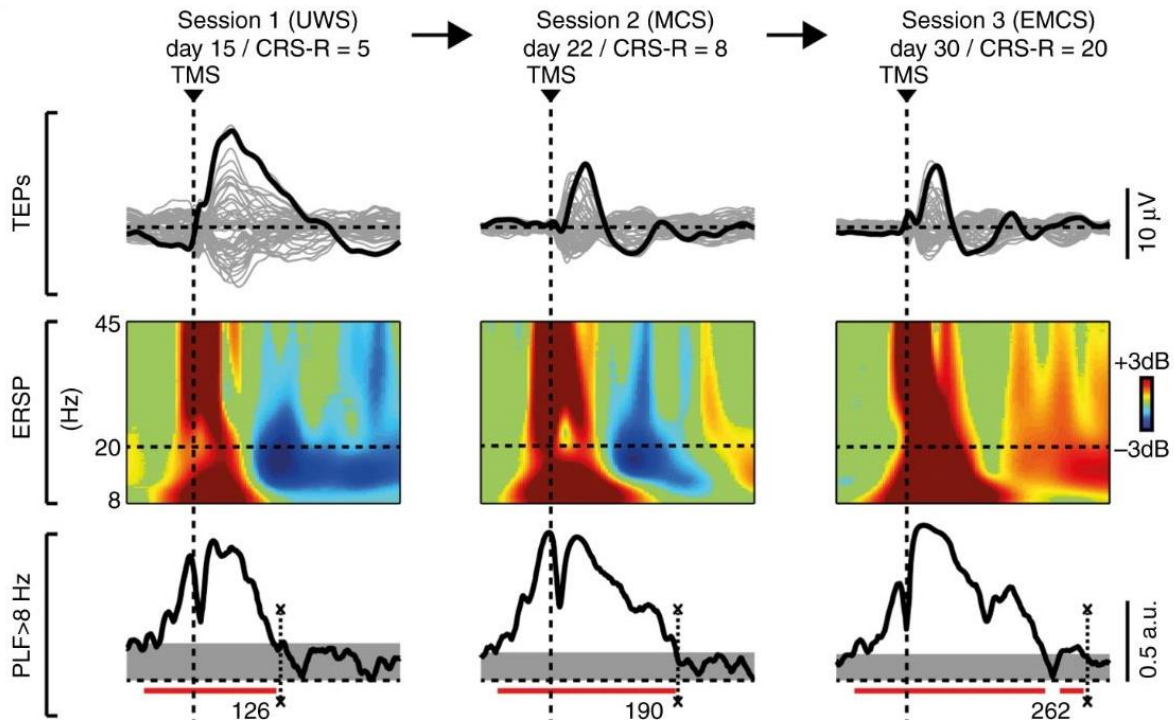 Session 1 (UWS)
day 15 / CRS-R = 5
TMS
Session 2 (MCS)
day 22 / CRS-R = 8
TMS
Session 3 (EMCS)
day 30 / CRS-R = 20
TMS
TEPs
10 µV
ERSP
(Hz)
45
20
8
+3dB
−3dB
PLF>8 Hz
0.5 a.u.
126
190
262